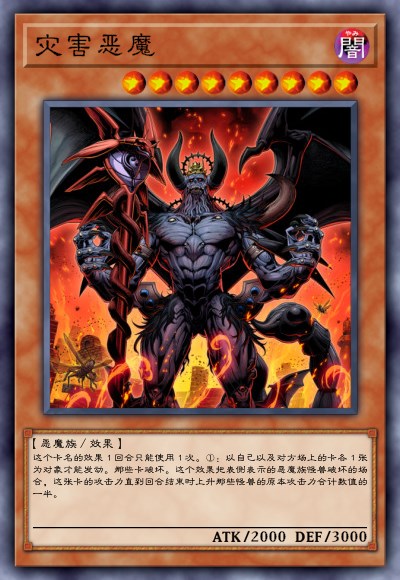 灾害恶魔
やみ
闇
【恶魔族/效果】
这个卡名的效果1回合只能使用1次。①：以自己以及对方场上的卡各1张
为对象才能发动。那些卡破坏。这个效果把表侧表示的恶魔族怪兽破坏的场
合，这张卡的攻击力直到回合结束时上升那些怪兽的原本攻击力合计数值的
一半。
ATK/2000 DEF/3000